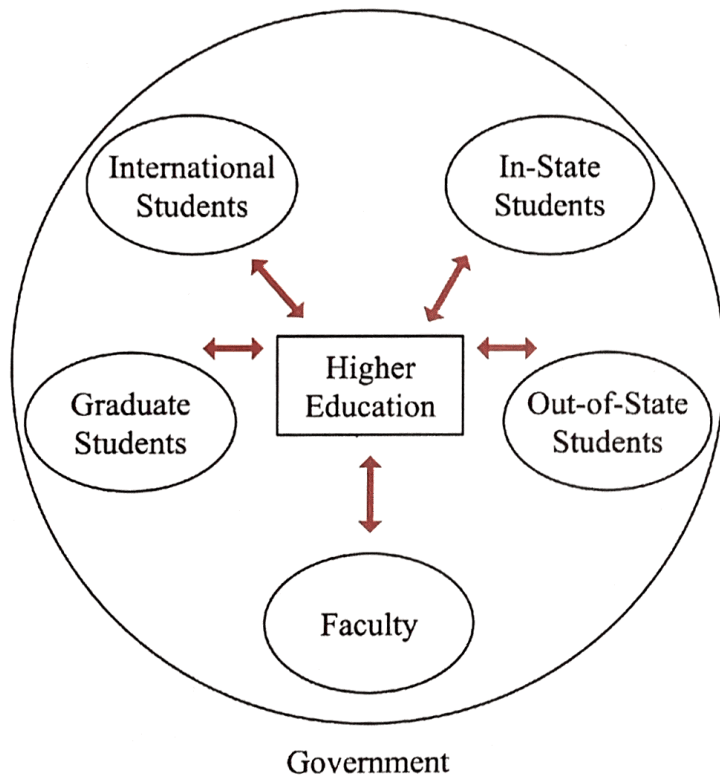 International
Students
In-State
Students
Graduate
Students
Higher
Education
Out-of-State
Students
Faculty
Government